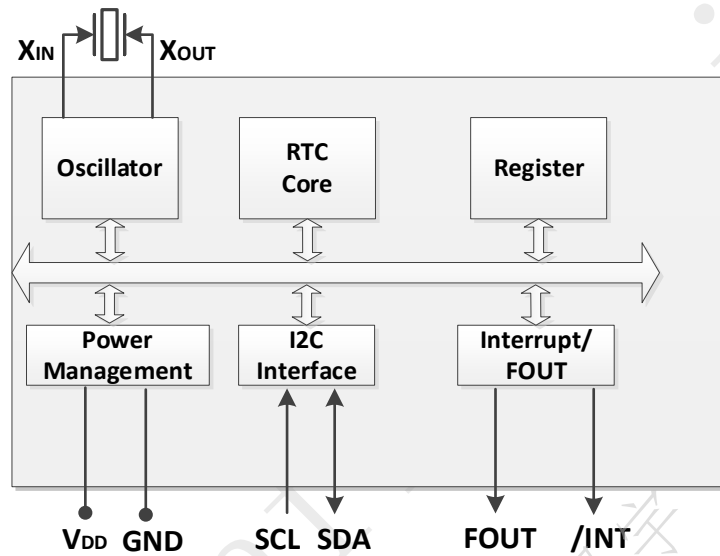 XIN XOUT
Oscillator
RTC
Core
Register
Power
Management
I2C
Interface
Interrupt/
FOUT
VDD GND SCL SDA FOUT /INT